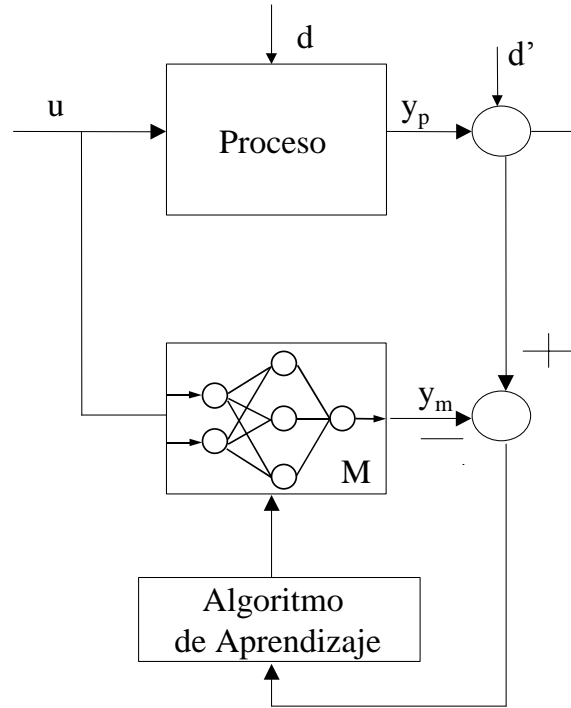 d
d’
u
y_p
Proceso
+
y_m
—
M
Algoritmo
de Aprendizaje